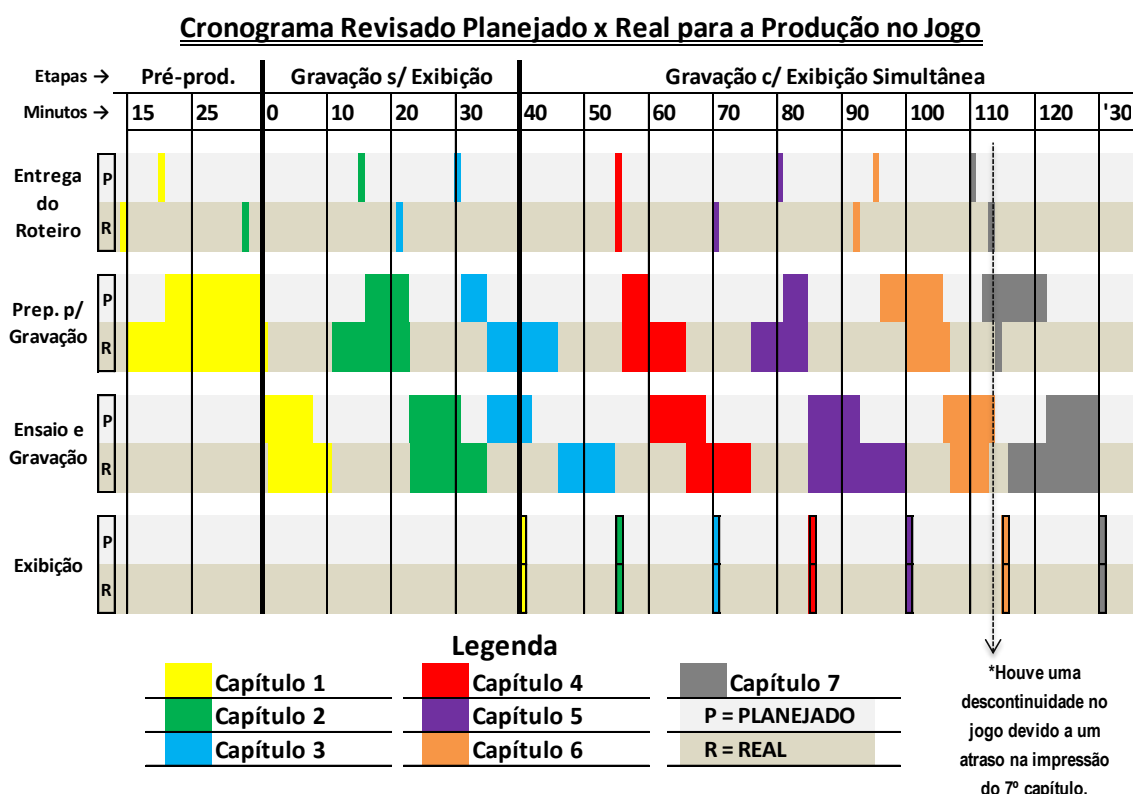 Cronograma Revisado Planejado x Real para a Produção no Jogo
Etapas → Pré-prod. Gravação s/ Exibição Gravação c/ Exibição Simultânea
Minutos → 15 25 0 10 20 30 40 50 60 70 80 90 100 110 120 '30
Entrega do Roteiro
P
R
Prep. p/ Gravação
P
R
Ensaio e Gravação
P
R
Exibição
P
R
Legenda
Capítulo 1 Capítulo 4 Capítulo 7
Capítulo 2 Capítulo 5 P = PLANEJADO
Capítulo 3 Capítulo 6 R = REAL
*Houve uma
descontinuidade no
jogo devido a um
atraso na impressão
do 7º capítulo.